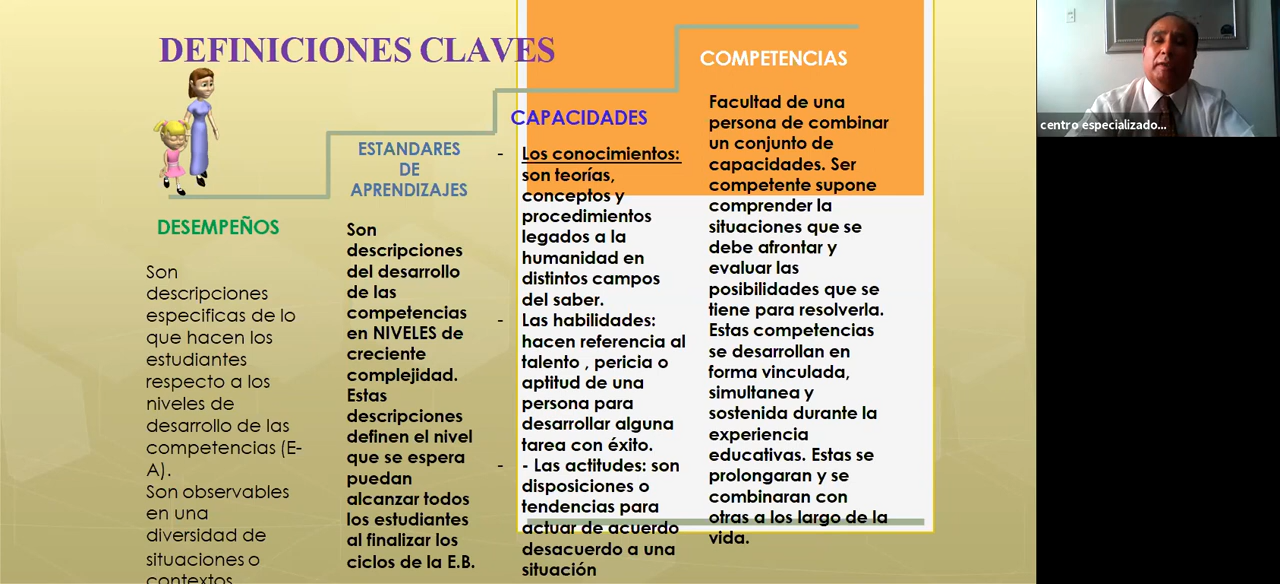 DEFINICIONES CLAVES
DESEMPEÑOS
Son
descripciones
especificas de lo
que hacen los
estudiantes
respecto a los
niveles de
desarrollo de las
competencias (E-
A).
Son observables
en una
diversidad de
situaciones o
contextos
ESTANDARES
DE
APRENDIZAJES
Son
descripciones
del desarrollo
de las
competencias
en NIVELES de
creciente
complejidad.
Estas
descripciones
definen el nivel
que se espera
puedan
alcanzar todos
los estudiantes
al finalizar los
ciclos de la E.B.
CAPACIDADES
- Los conocimientos:
son teorías,
conceptos y
procedimientos
legados a la
humanidad en
distintos campos
del saber.
- Las habilidades:
hacen referencia al
talento , pericia o
aptitud de una
persona para
desarrollar alguna
tarea con éxito.
- - Las actitudes: son
disposiciones o
tendencias para
actuar de acuerdo
desacuerdo a una
situación
COMPETENCIAS
Facultad de una
persona de combinar
un conjunto de
capacidades. Ser
competente supone
comprender la
situaciones que se
debe afrontar y
evaluar las
posibilidades que se
tiene para resolverla.
Estas competencias
se desarrollan en
forma vinculada,
simultanea y
sostenida durante la
experiencia
educativas. Estas se
prolongaran y se
combinaran con
otras a los largo de la
vida.
centro especializado...